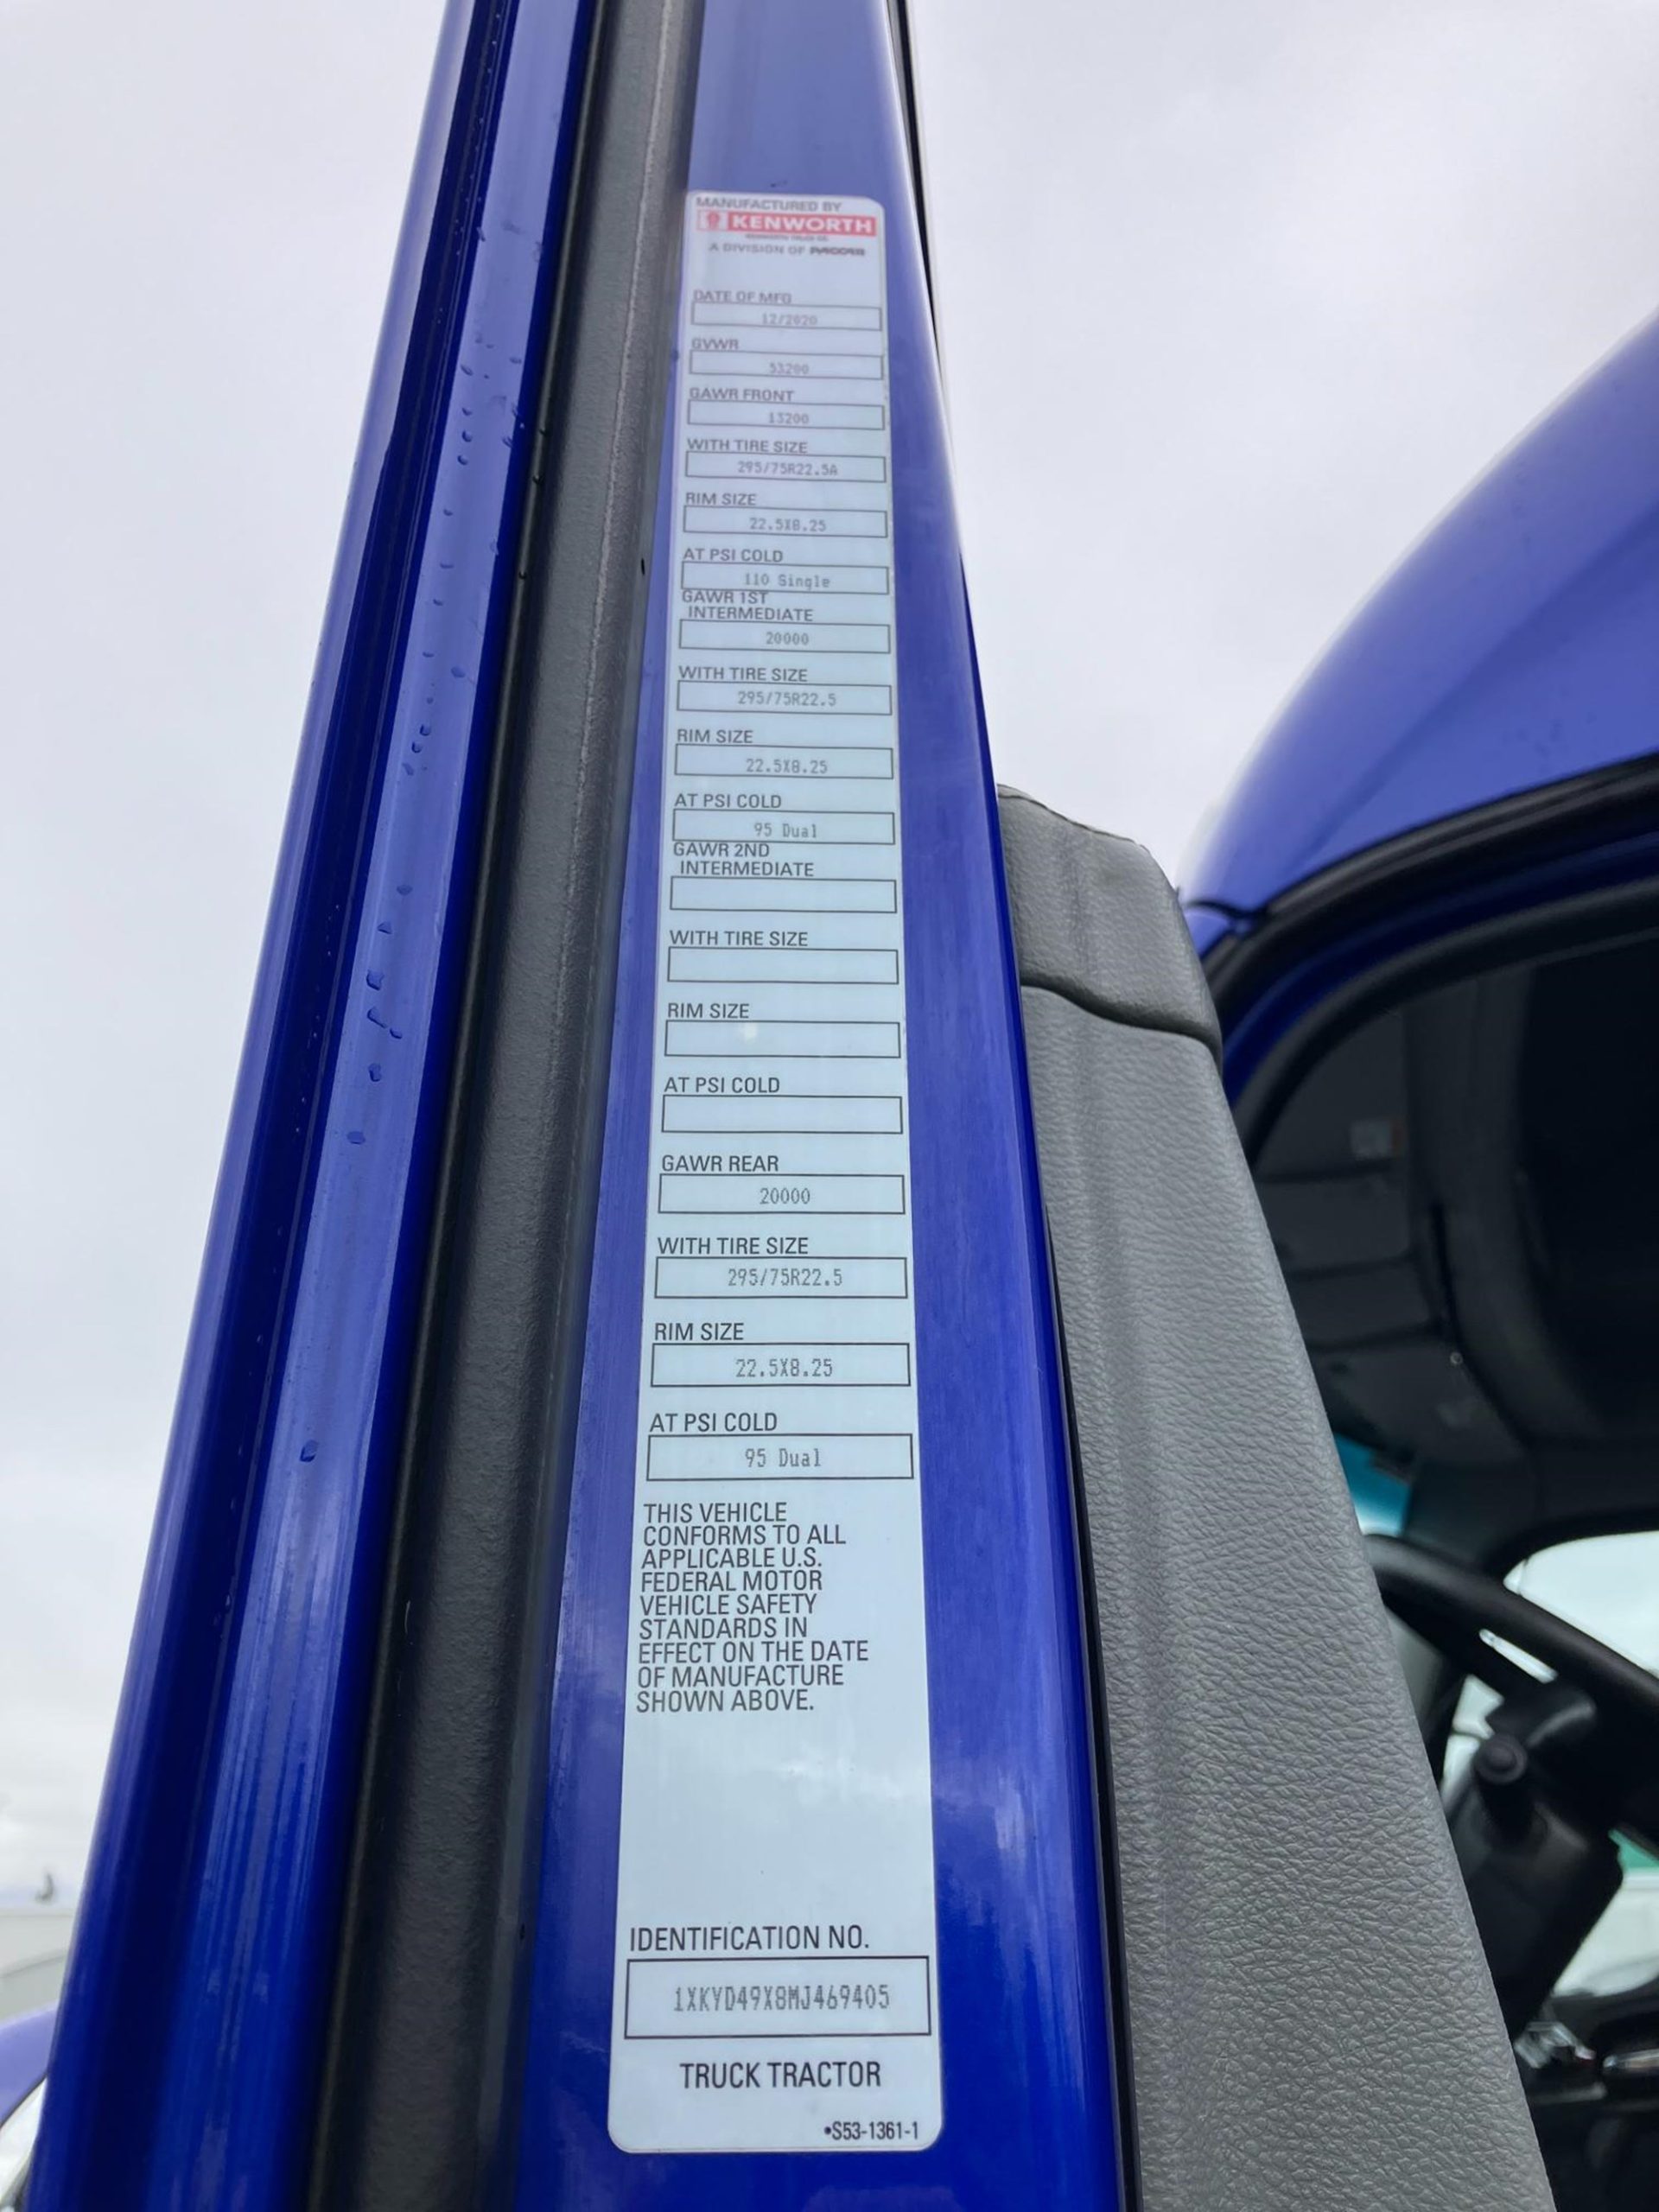 MANUFACTURED BY
KENWORTH
A DIVISION OF PACCAR
DATE OF MFG
12/2020
GVWR
53200
GAWR FRONT
13200
WITH TIRE SIZE
295/75R22.5A
RIM SIZE
22.5X8.25
AT PSI COLD
110 Single
GAWR 1ST
INTERMEDIATE
20000
WITH TIRE SIZE
295/75R22.5
RIM SIZE
22.5X8.25
AT PSI COLD
95 Dual
GAWR 2ND
INTERMEDIATE
WITH TIRE SIZE
RIM SIZE
AT PSI COLD
GAWR REAR
20000
WITH TIRE SIZE
295/75R22.5
RIM SIZE
22.5X8.25
AT PSI COLD
95 Dual
THIS VEHICLE
CONFORMS TO ALL
APPLICABLE U.S.
FEDERAL MOTOR
VEHICLE SAFETY
STANDARDS IN
EFFECT ON THE DATE
OF MANUFACTURE
SHOWN ABOVE.
IDENTIFICATION NO.
1XKYD49X8MJ469405
TRUCK TRACTOR
•S53-1361-1